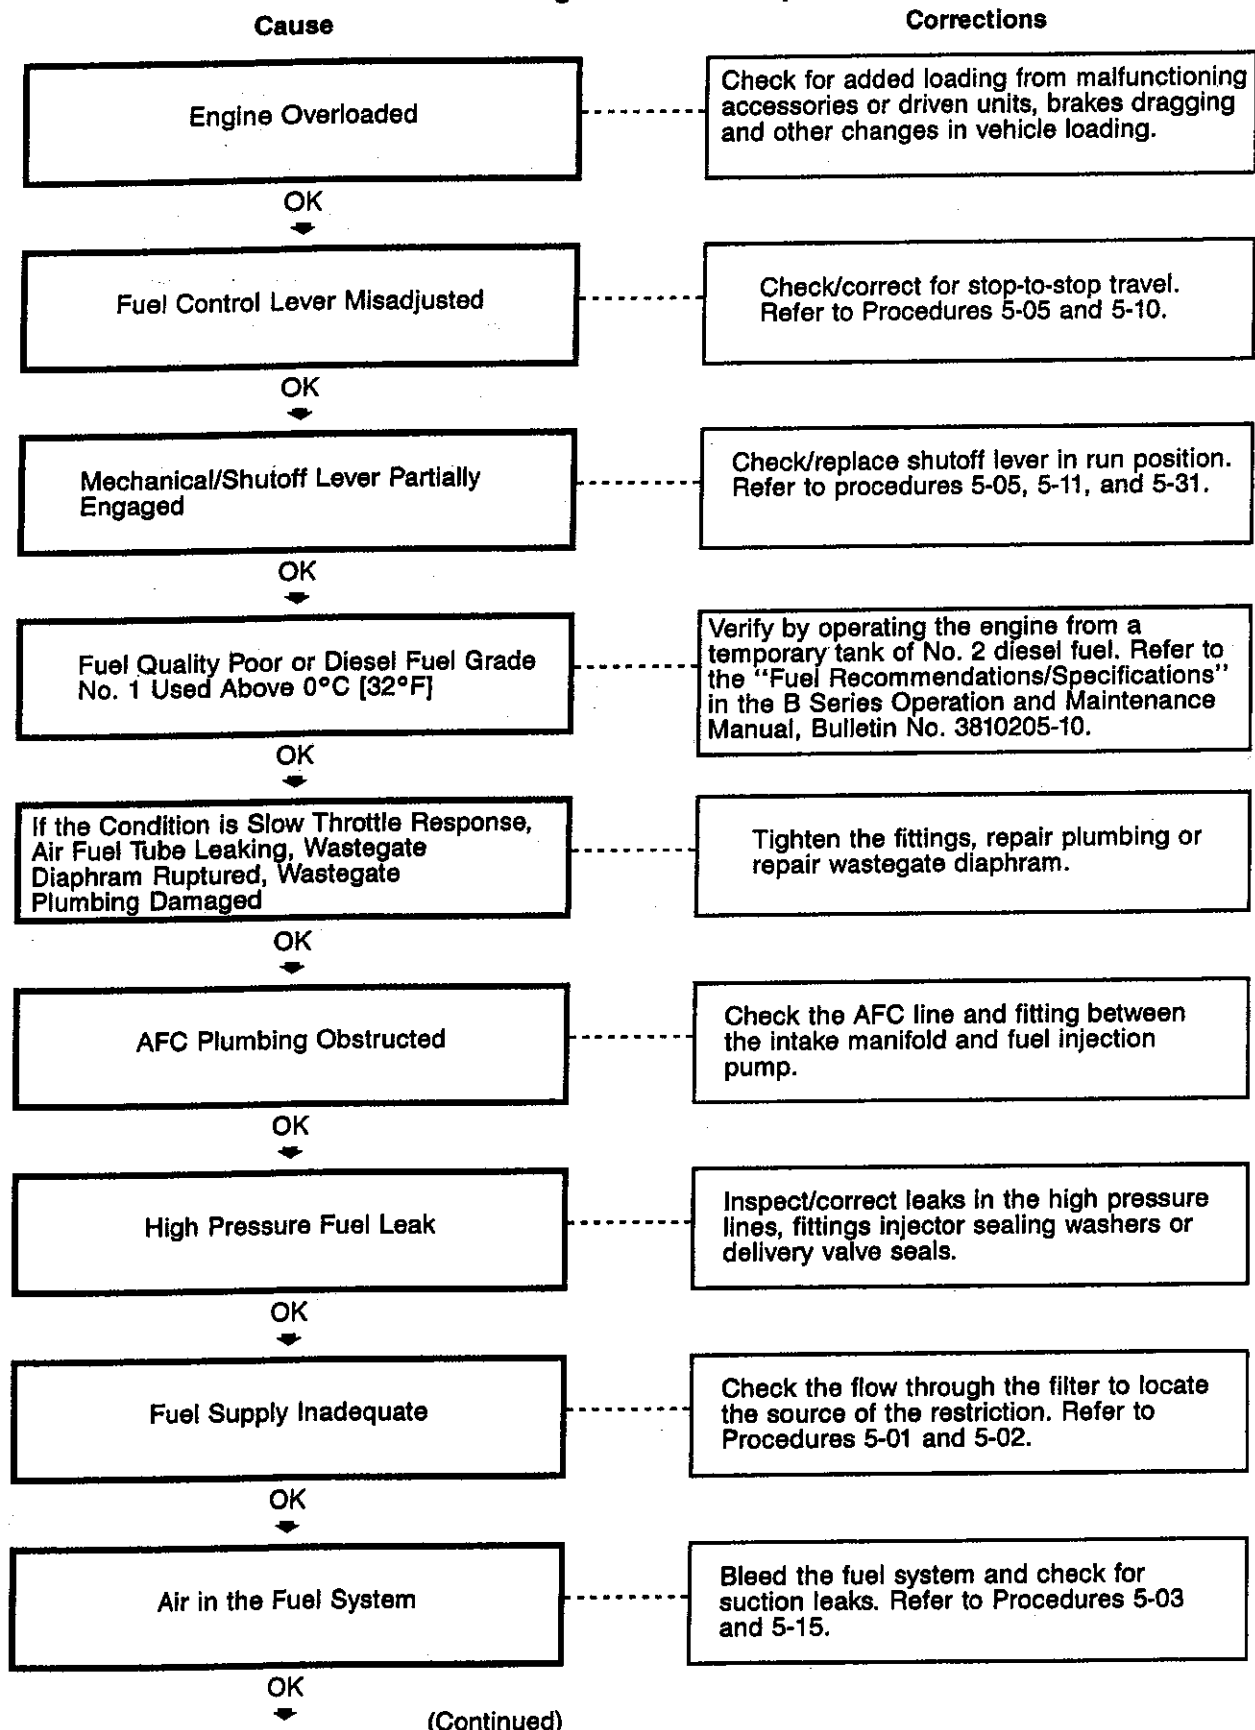 Cause
Corrections
Engine Overloaded
Check for added loading from malfunctioning
accessories or driven units, brakes dragging
and other changes in vehicle loading.
OK
Fuel Control Lever Misadjusted
Check/correct for stop-to-stop travel.
Refer to Procedures 5-05 and 5-10.
OK
Mechanical/Shutoff Lever Partially
Engaged
Check/replace shutoff lever in run position.
Refer to procedures 5-05, 5-11, and 5-31.
OK
Fuel Quality Poor or Diesel Fuel Grade
No. 1 Used Above 0°C [32°F]
Verify by operating the engine from a
temporary tank of No. 2 diesel fuel. Refer to
the "Fuel Recommendations/Specifications"
in the B Series Operation and Maintenance
Manual, Bulletin No. 3810205-10.
OK
If the Condition is Slow Throttle Response,
Air Fuel Tube Leaking, Wastegate
Diaphram Ruptured, Wastegate
Plumbing Damaged
Tighten the fittings, repair plumbing or
repair wastegate diaphram.
OK
AFC Plumbing Obstructed
Check the AFC line and fitting between
the intake manifold and fuel injection
pump.
OK
High Pressure Fuel Leak
Inspect/correct leaks in the high pressure
lines, fittings injector sealing washers or
delivery valve seals.
OK
Fuel Supply Inadequate
Check the flow through the filter to locate
the source of the restriction. Refer to
Procedures 5-01 and 5-02.
OK
Air in the Fuel System
Bleed the fuel system and check for
suction leaks. Refer to Procedures 5-03
and 5-15.
OK
(Continued)